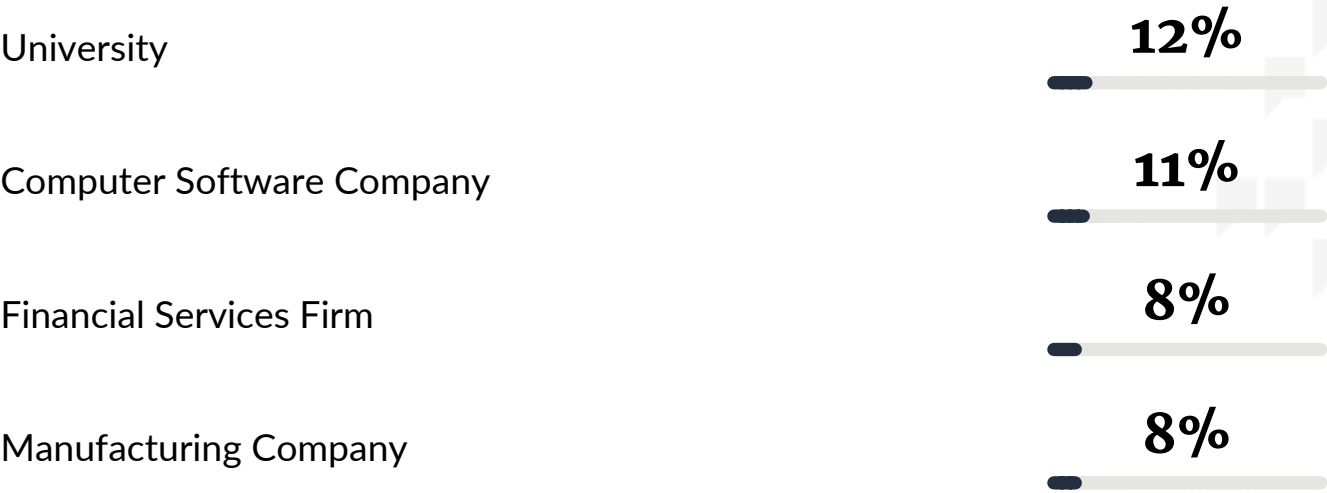 University
12%
Computer Software Company
11%
Financial Services Firm
8%
Manufacturing Company
8%